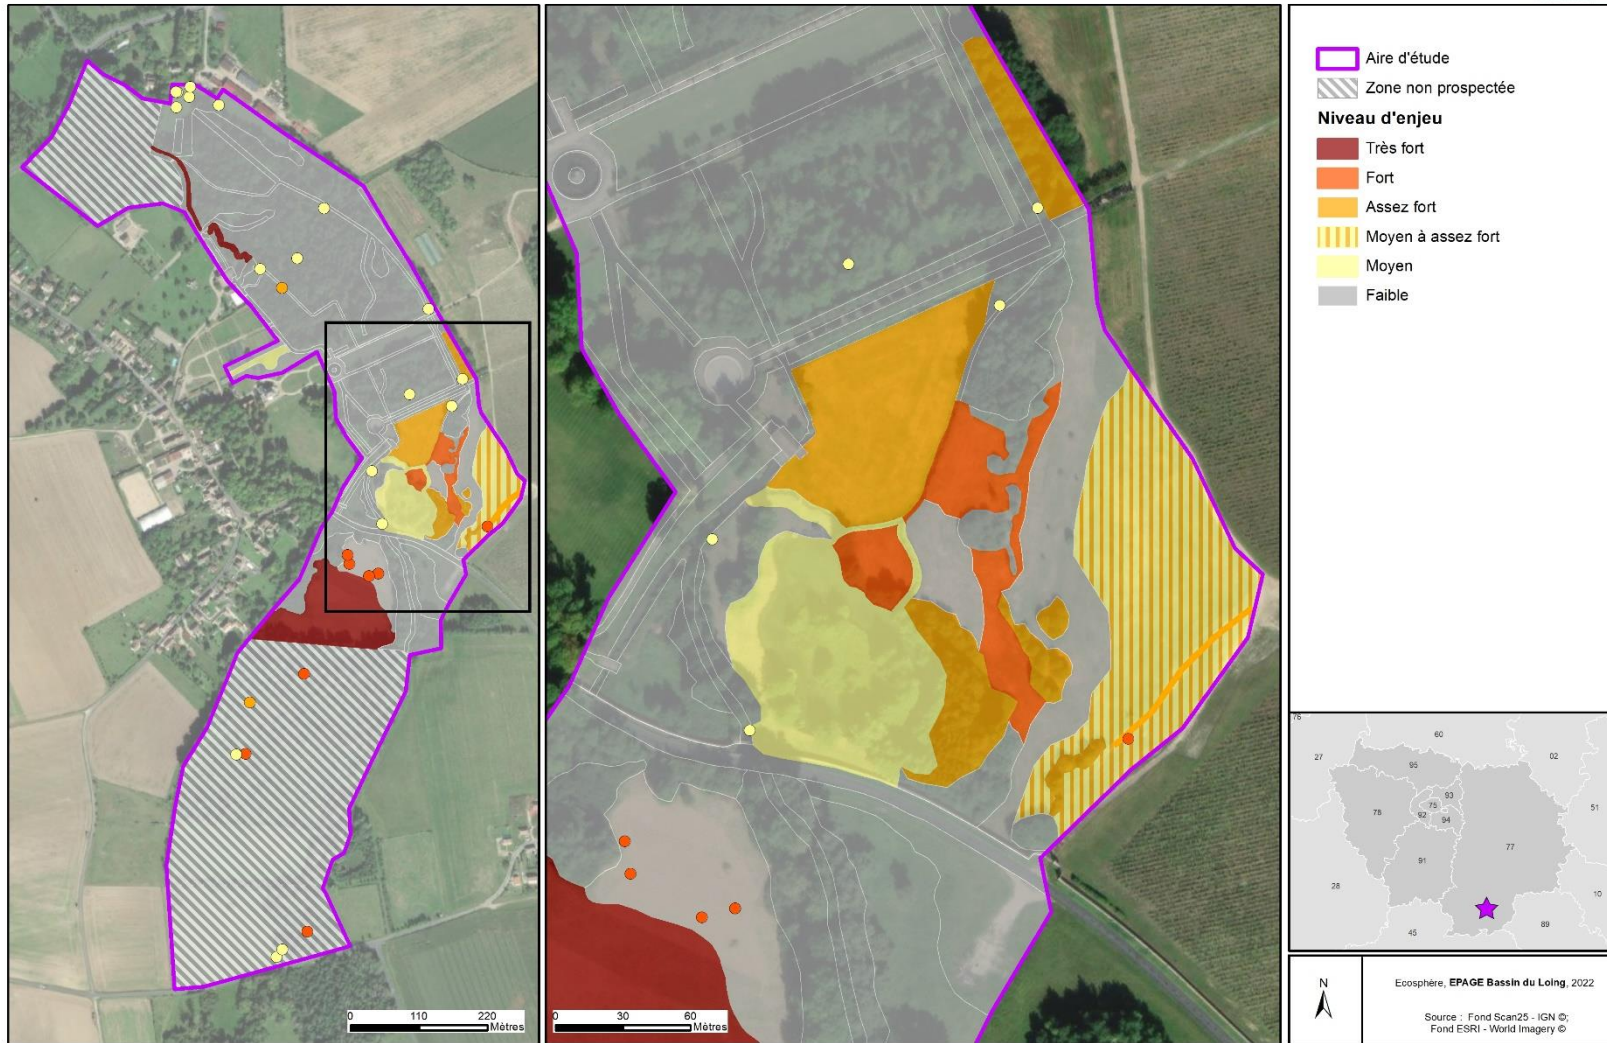 Aire d'étude
Zone non prospectée
Niveau d'enjeu
Très fort
Fort
Assez fort
Moyen à assez fort
Moyen
Faible
0 110 220
Mètres
0 30 60
Mètres
76
60
27
02
95
93
78
75
51
92
94
77
91
28
10
45
89
N
Ecosphère, EPAGE Bassin du Loing, 2022
Source : Fond Scan25 - IGN ©;
Fond ESRI - World Imagery ©